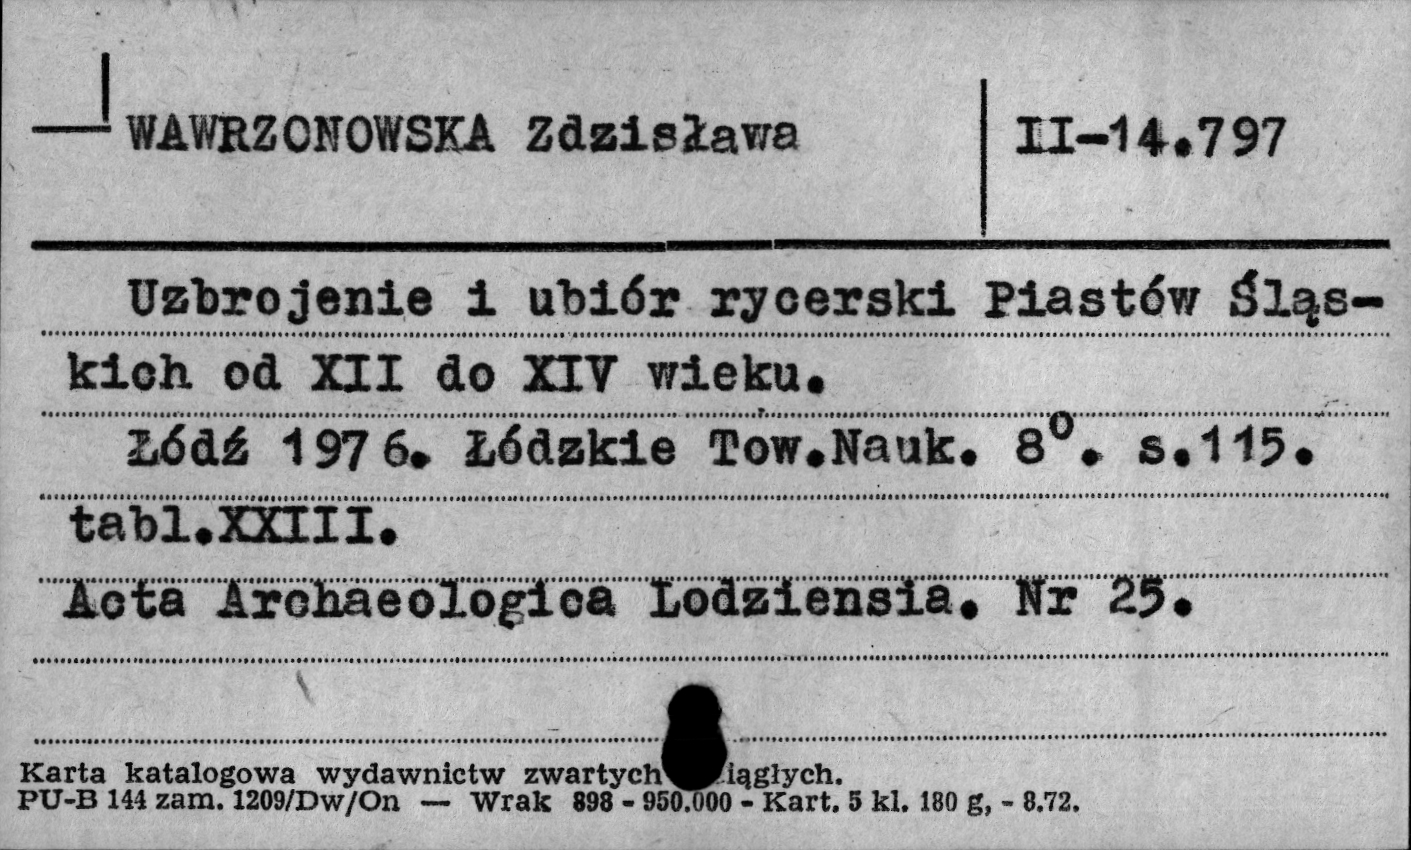 WAWRZONOWSKA Zdzisława
II-14.797
Uzbrojenie i ubiór rycerski Piastów Śląs-
kich od XII do XIV wieku.
Łódź 1976. Łódzkie Tow.Nauk. 8°. s.115.
tabl.XXIII.
Acta Archaeologica Lodziensia. Nr 25.
Karta katalogowa wydawnictw zwartych iągłych.
PU-B 144 zam. 1209/Dw/On — Wrak 898 - 950.000 - Kart. 5 kl. 180 g, - 8.72.